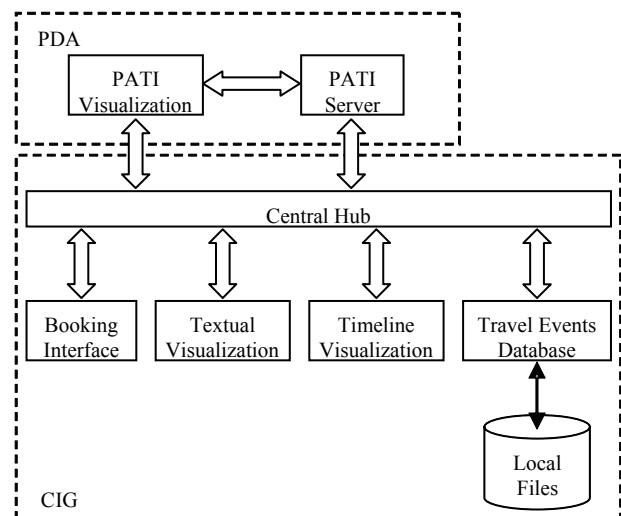 PDA
PATI
Visualization
PATI
Server
Central Hub
Booking
Interface
Textual
Visualization
Timeline
Visualization
Travel Events
Database
Local
Files
CIG